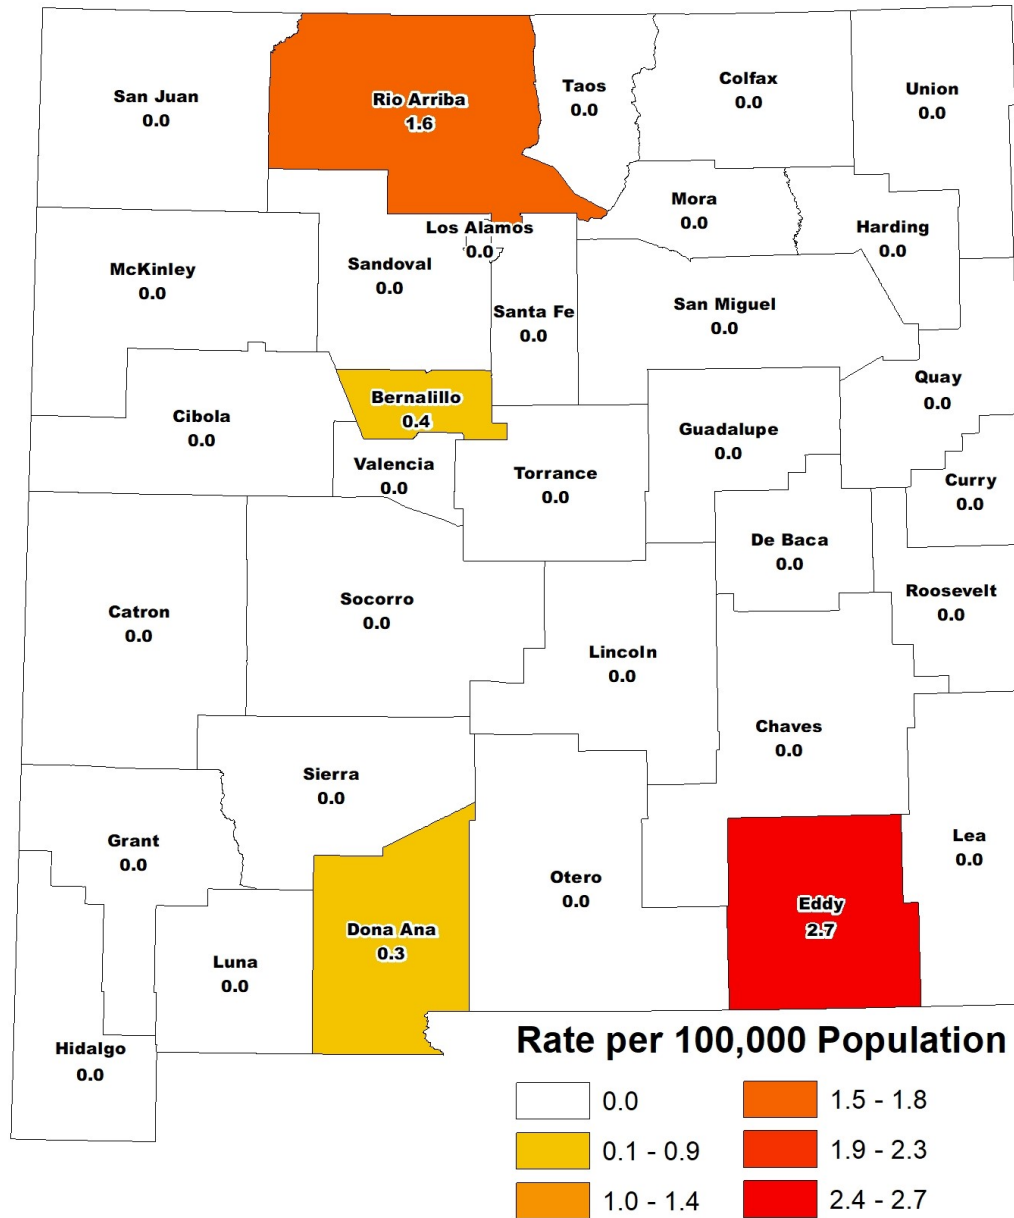 San Juan
0.0
Rio Arriba
1.6
Taos
0.0
Colfax
0.0
Union
0.0
Mora
0.0
Harding
0.0
Los Alamos
0.0
McKinley
0.0
Sandoval
0.0
Santa Fe
0.0
San Miguel
0.0
Quay
0.0
Cibola
0.0
Bernalillo
0.4
Guadalupe
0.0
Valencia
0.0
Torrance
0.0
Curry
0.0
De Baca
0.0
Roosevelt
0.0
Catron
0.0
Socorro
0.0
Lincoln
0.0
Chaves
0.0
Sierra
0.0
Grant
0.0
Otero
0.0
Lea
0.0
Eddy
2.7
Dona Ana
0.3
Luna
0.0
Hidalgo
0.0
Rate per 100,000 Population
0.0
0.1 - 0.9
1.0 - 1.4
1.5 - 1.8
1.9 - 2.3
2.4 - 2.7